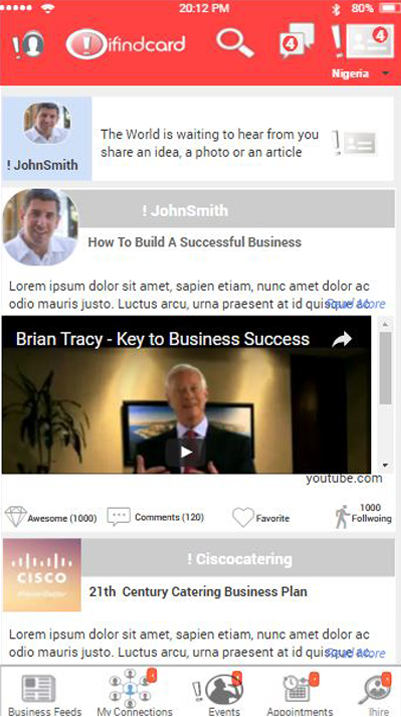 20:12 PM
80%
!
ifindcard
4
4
Nigeria
The World is waiting to hear from you
share an idea, a photo or an article
! JohnSmith
! JohnSmith
How To Build A Successful Business
Lorem ipsum dolor sit amet, sapien etiam, nunc amet dolor ac
odio mauris justo. Luctus arcu, urna praesent at id quisque ac.
Read More
Brian Tracy - Key to Business Success
youtube.com
Awesome (1000)
Comments (120)
Favorite
1000
Follwoing
! Ciscocatering
CISCO
21th Century Catering Business Plan
Lorem ipsum dolor sit amet, sapien etiam, nunc amet dolor ac
odio mauris justo. Luctus arcu, urna praesent at id quisque ac.
Read More
Business Feeds
My Connections
Events
Appointments
Ihire